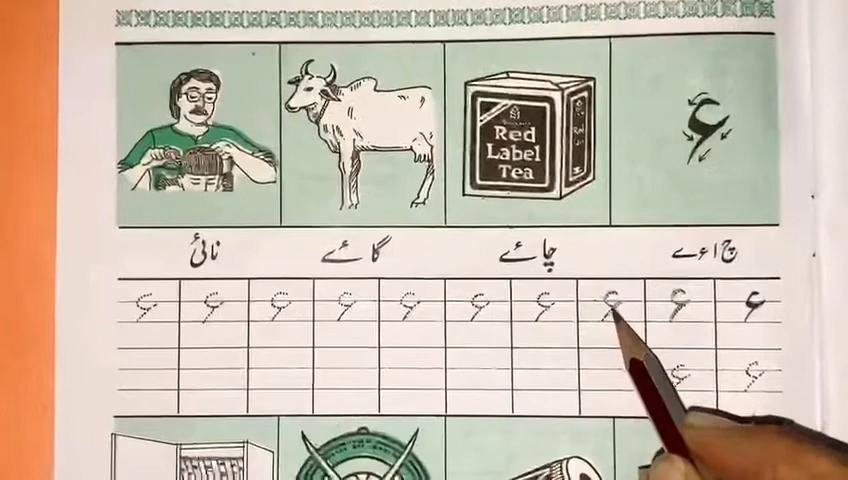 Red
Label
Tea
ء
چ ا ء ے
چائے
گائے
نائی
ء ء ء ء ء ء ء ء ء ء
ء ء